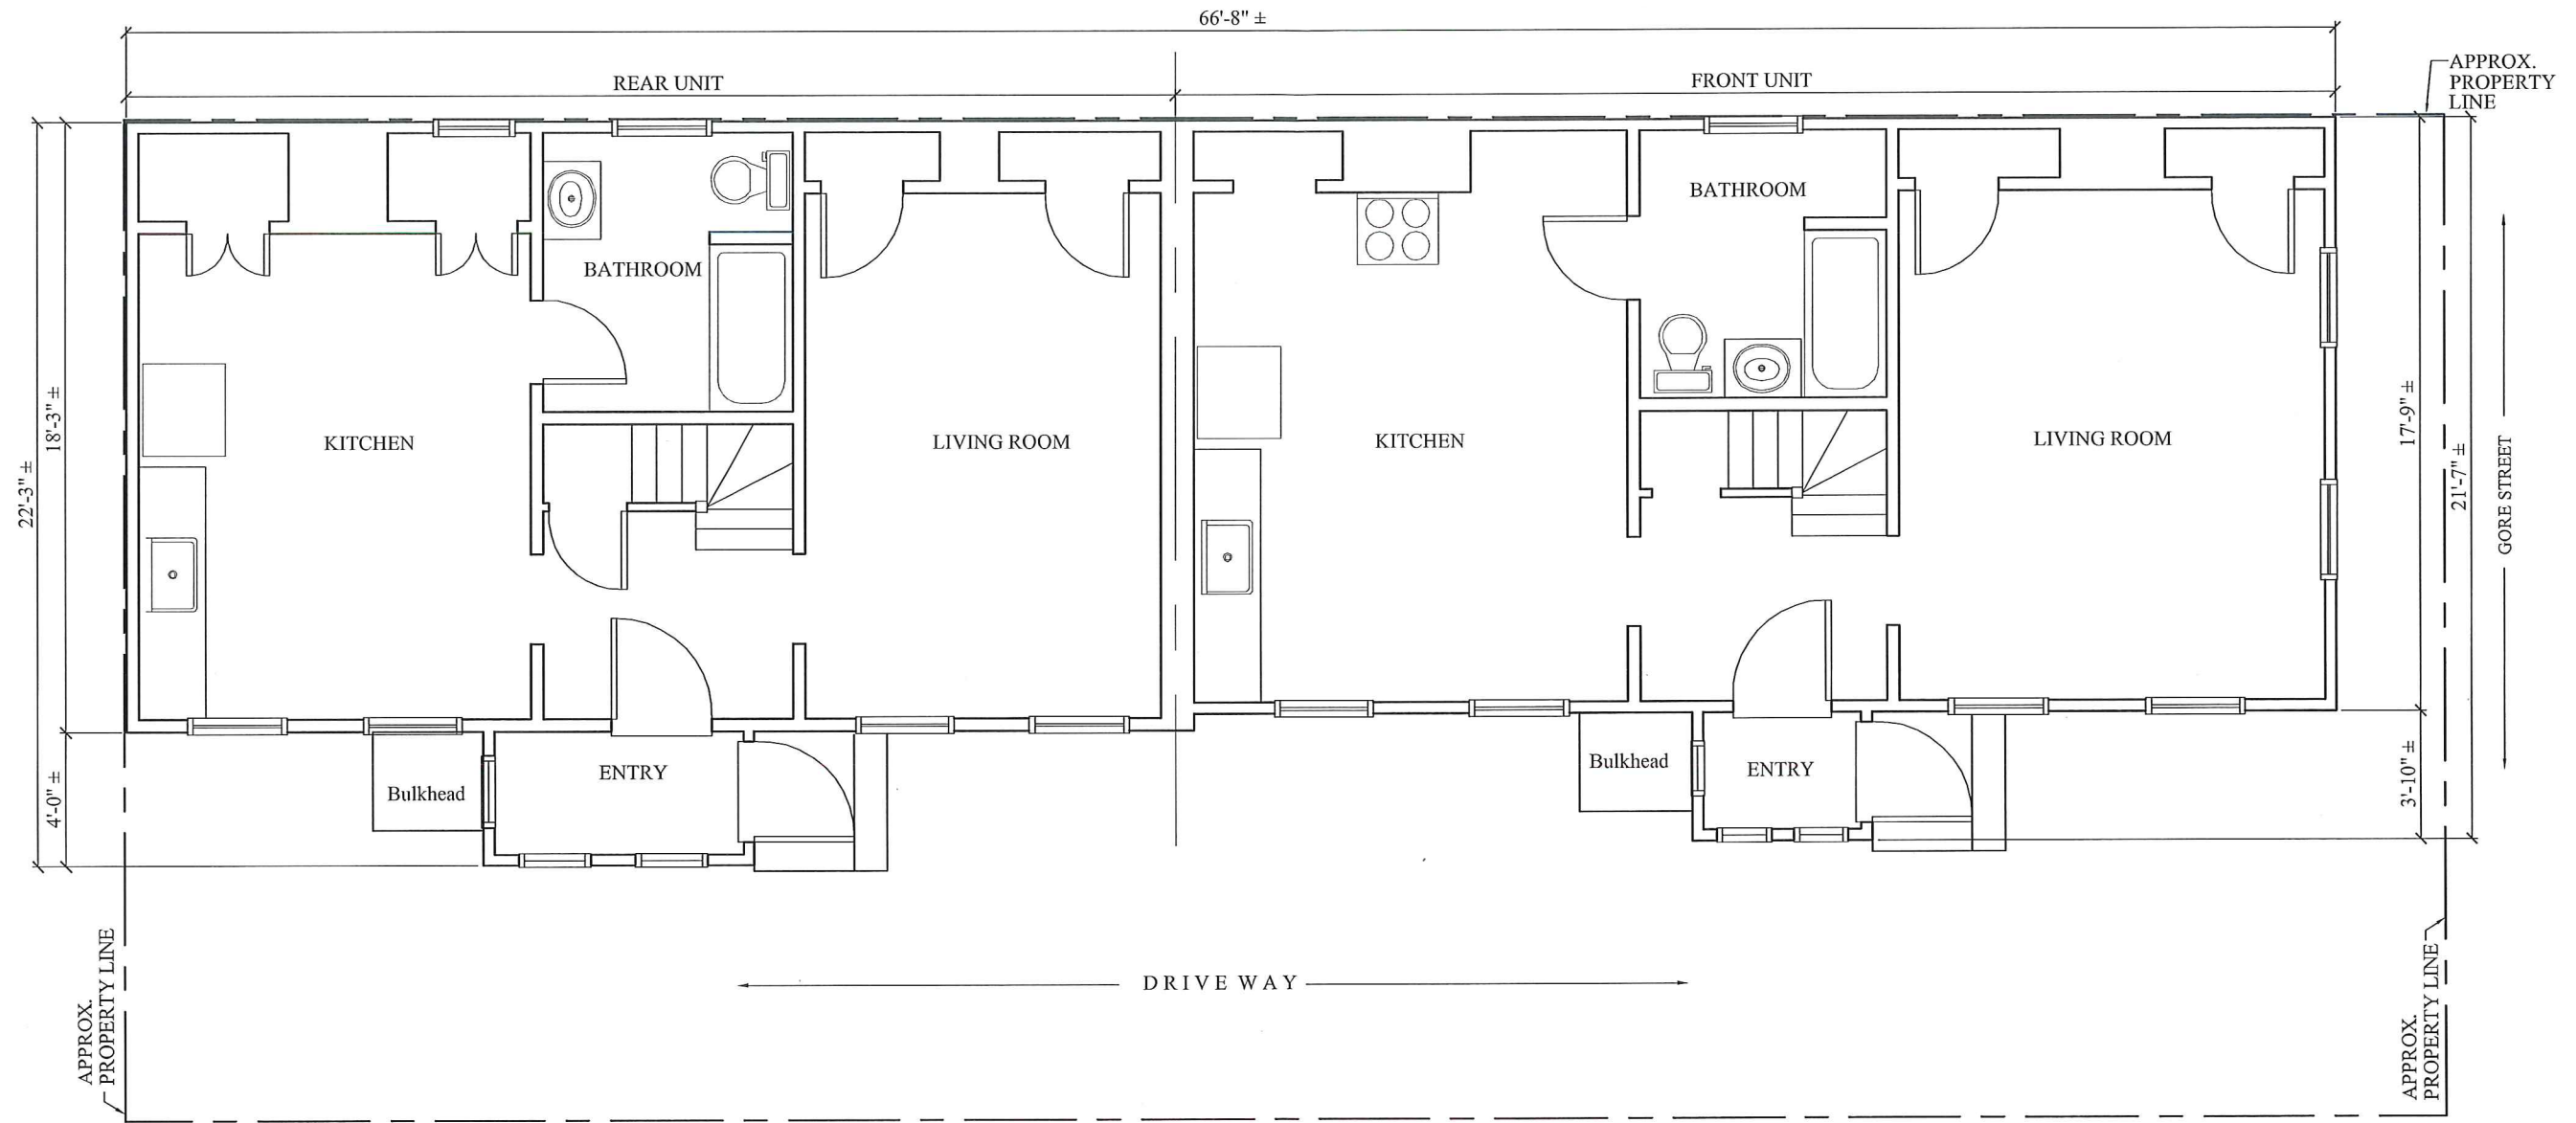 66'-8" ±
REAR UNIT
FRONT UNIT
APPROX.
PROPERTY
LINE
BATHROOM
BATHROOM
KITCHEN
LIVING ROOM
KITCHEN
LIVING ROOM
22'-3" ±
18'-3" ±
17'-9" ±
21'-7" ±
GORE STREET
4'-0" ±
Bulkhead
ENTRY
Bulkhead
ENTRY
3'-10" ±
DRIVE WAY
APPROX.
PROPERTY LINE
APPROX.
PROPERTY LINE